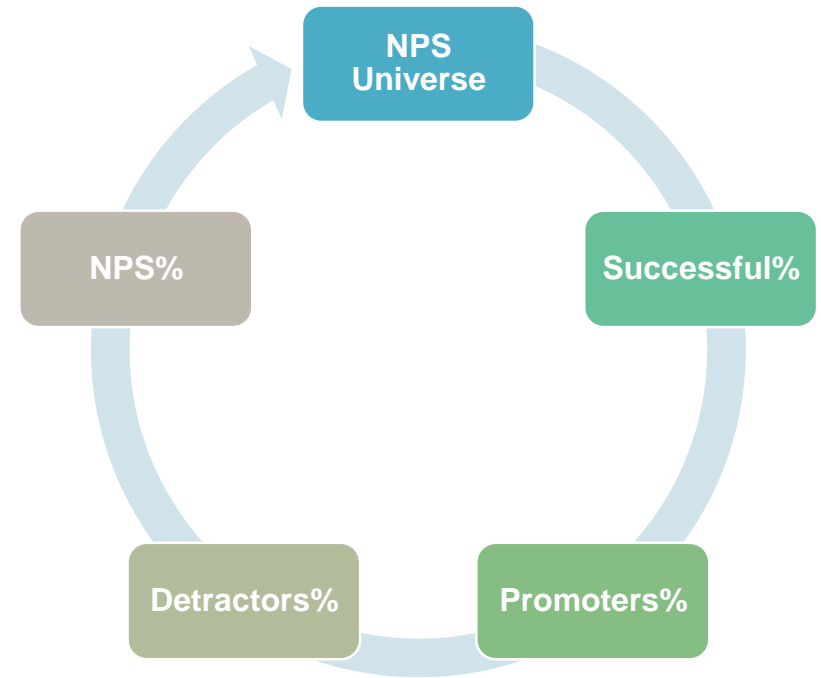 NPS
Universe
Successful%
Promoters%
Detractors%
NPS%